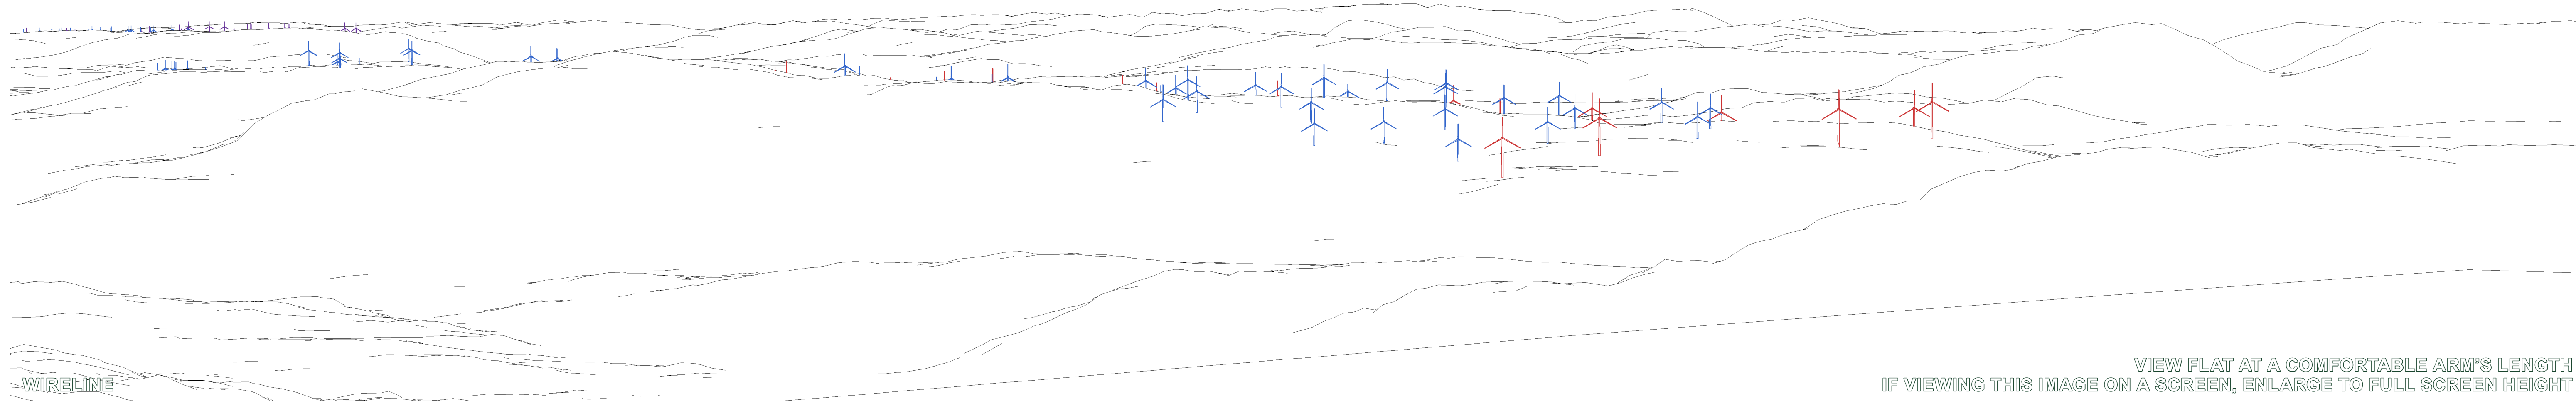 WIRELINE
VIEW FLAT AT A COMFORTABLE ARM'S LENGTH
IF VIEWING THIS IMAGE ON A SCREEN, ENLARGE TO FULL SCREEN HEIGHT